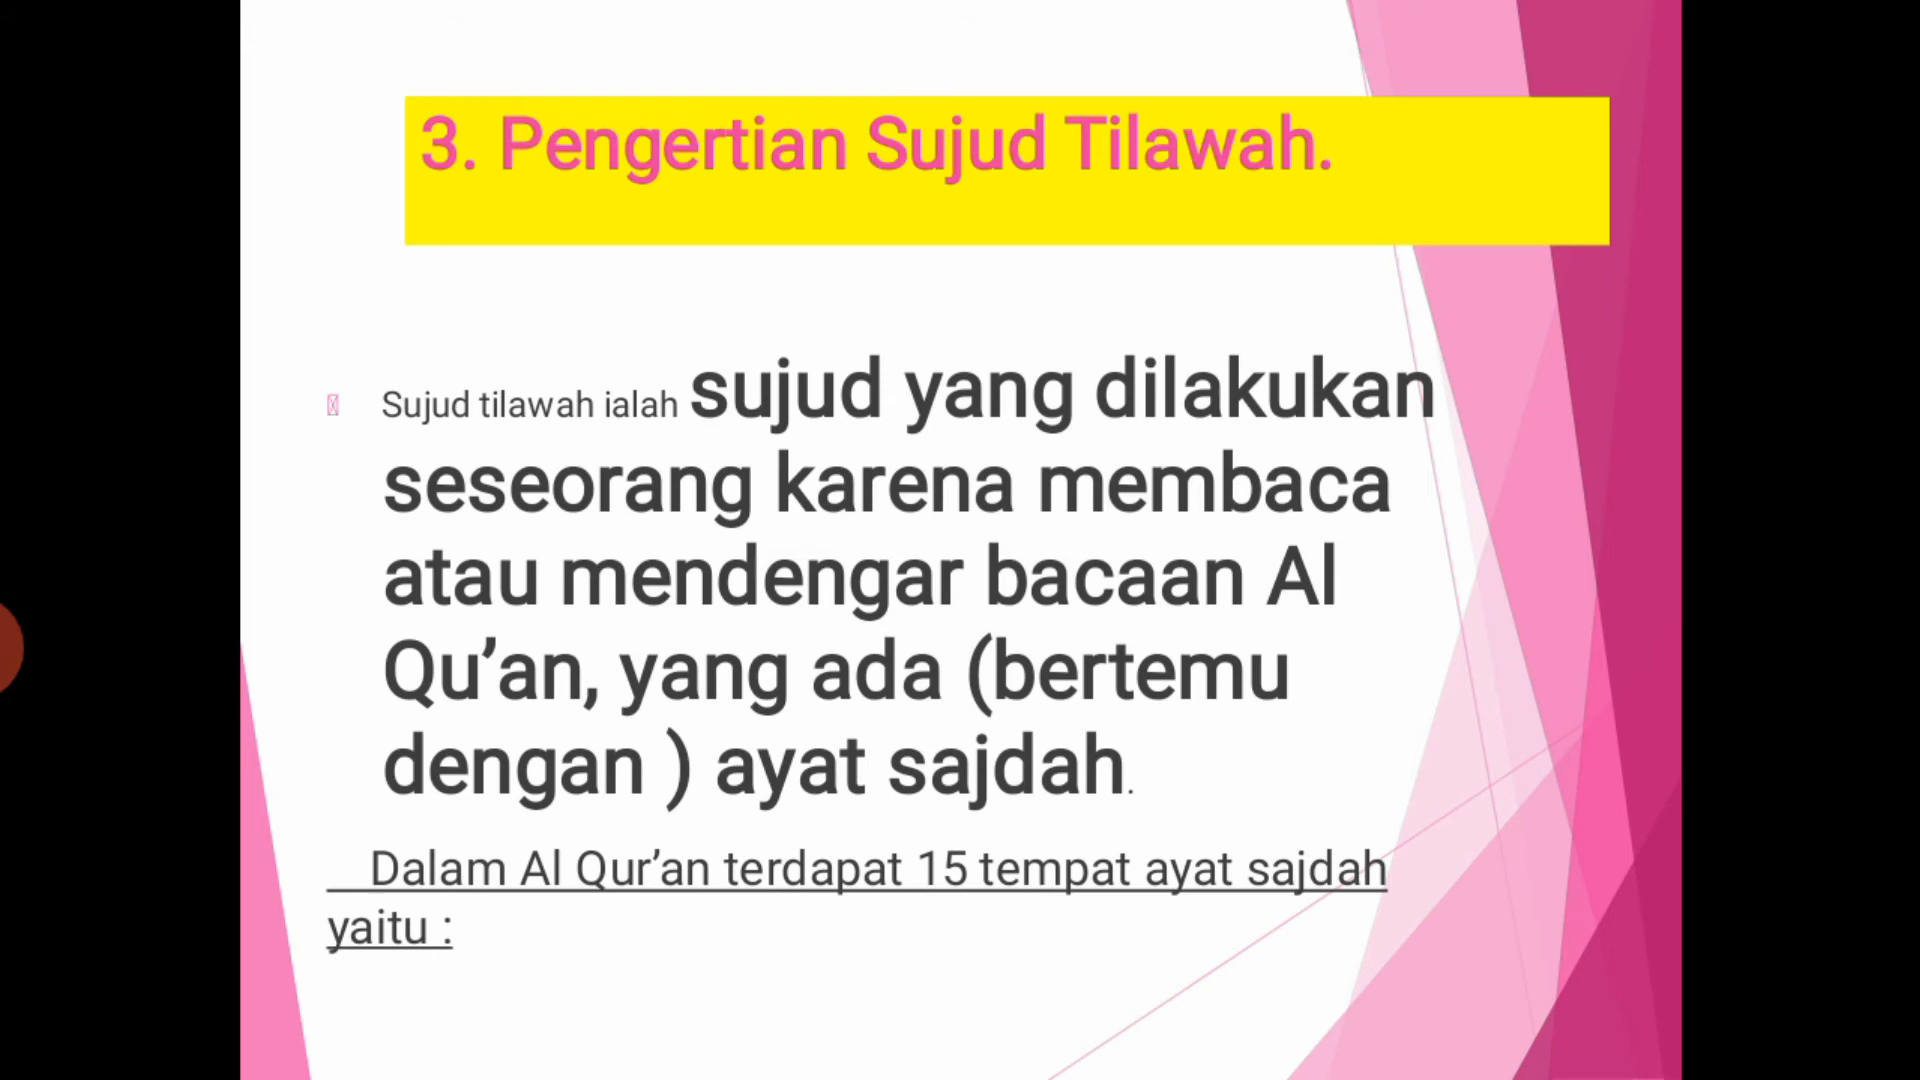 3. Pengertian Sujud Tilawah.
Sujud tilawah ialah sujud yang dilakukan
seseorang karena membaca
atau mendengar bacaan Al
Qu’an, yang ada (bertemu
dengan ) ayat sajdah.
Dalam Al Qur’an terdapat 15 tempat ayat sajdah
yaitu :